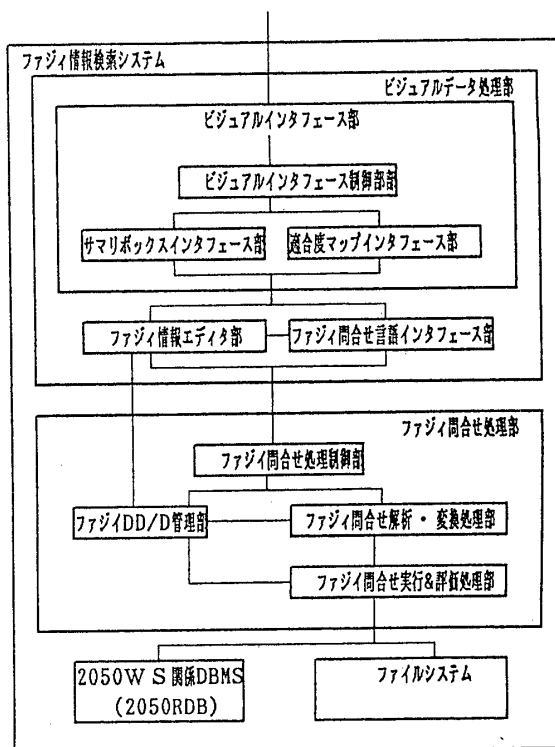 ファジィ情報検索システム
ビジュアルデータ処理部
ビジュアルインタフェース部
ビジュアルインタフェース制御部部
サマリボックスインタフェース部
適合度マップインタフェース部
ファジィ情報エディタ部
ファジィ問合せ言語インタフェース部
ファジィ問合せ処理部
ファジィ問合せ処理制御部
ファジィDD/D管理部
ファジィ問合せ解析・変換処理部
ファジィ問合せ実行&評価処理部
2050WS関係DBMS
(2050RDB)
ファイルシステム